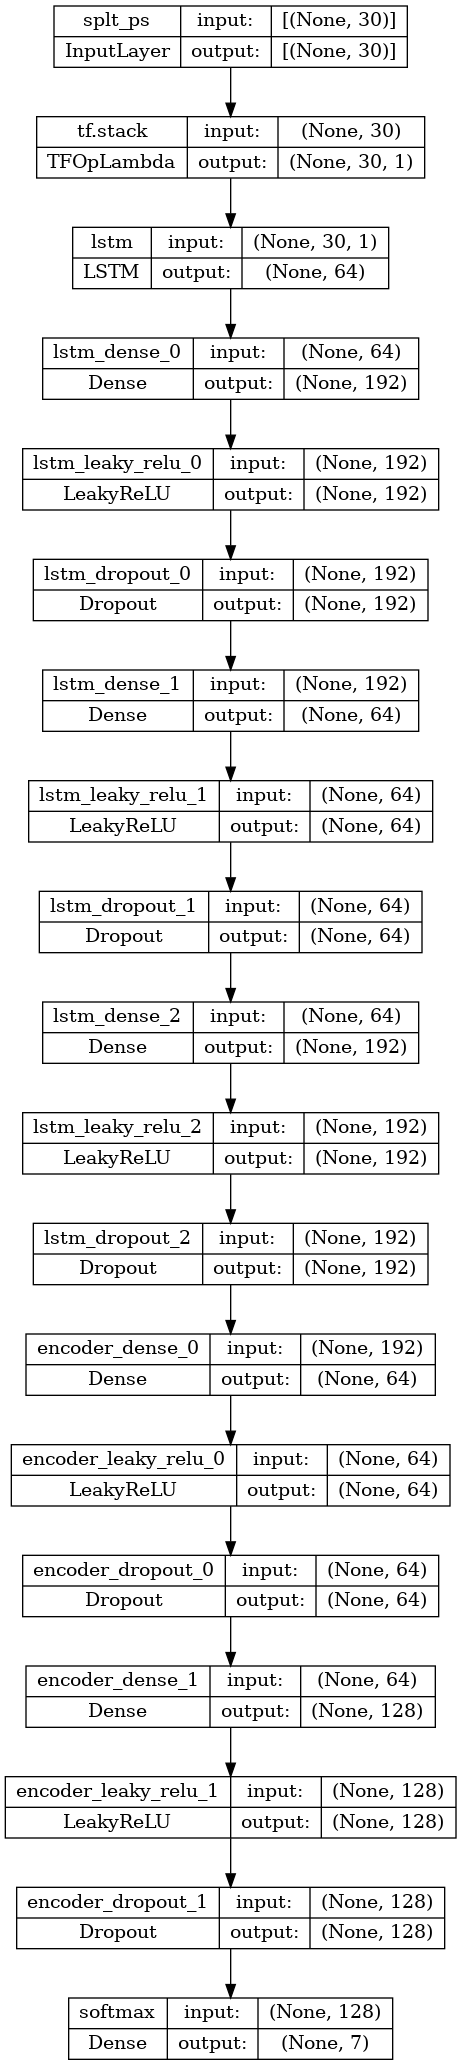 splt_ps input: [(None, 30)]
InputLayer output: [(None, 30)]
tf.stack input: (None, 30)
TFOpLambda output: (None, 30, 1)
lstm input: (None, 30, 1)
LSTM output: (None, 64)
lstm_dense_0 input: (None, 64)
Dense output: (None, 192)
lstm_leaky_relu_0 input: (None, 192)
LeakyReLU output: (None, 192)
lstm_dropout_0 input: (None, 192)
Dropout output: (None, 192)
lstm_dense_1 input: (None, 192)
Dense output: (None, 64)
lstm_leaky_relu_1 input: (None, 64)
LeakyReLU output: (None, 64)
lstm_dropout_1 input: (None, 64)
Dropout output: (None, 64)
lstm_dense_2 input: (None, 64)
Dense output: (None, 192)
lstm_leaky_relu_2 input: (None, 192)
LeakyReLU output: (None, 192)
lstm_dropout_2 input: (None, 192)
Dropout output: (None, 192)
encoder_dense_0 input: (None, 192)
Dense output: (None, 64)
encoder_leaky_relu_0 input: (None, 64)
LeakyReLU output: (None, 64)
encoder_dropout_0 input: (None, 64)
Dropout output: (None, 64)
encoder_dense_1 input: (None, 64)
Dense output: (None, 128)
encoder_leaky_relu_1 input: (None, 128)
LeakyReLU output: (None, 128)
encoder_dropout_1 input: (None, 128)
Dropout output: (None, 128)
softmax input: (None, 128)
Dense output: (None, 7)